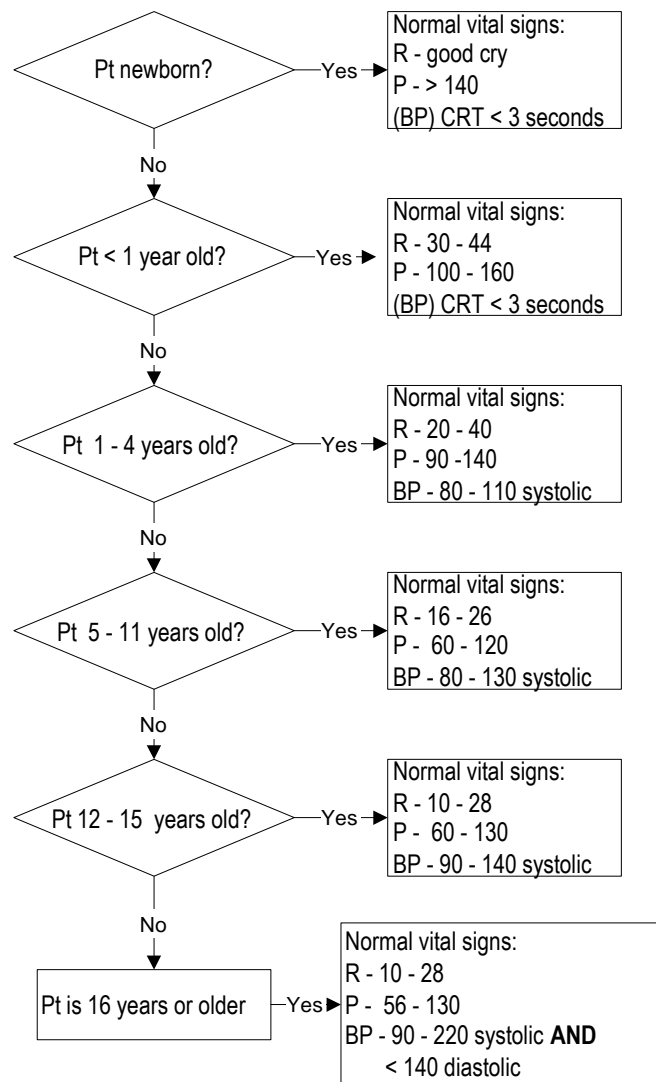 Pt newborn?
Yes
Normal vital signs:
R - good cry
P - > 140
(BP) CRT < 3 seconds
No
Pt < 1 year old?
Yes
Normal vital signs:
R - 30 - 44
P - 100 - 160
(BP) CRT < 3 seconds
No
Pt 1 - 4 years old?
Yes
Normal vital signs:
R - 20 - 40
P - 90 -140
BP - 80 - 110 systolic
No
Pt 5 - 11 years old?
Yes
Normal vital signs:
R - 16 - 26
P - 60 - 120
BP - 80 - 130 systolic
No
Pt 12 - 15 years old?
Yes
Normal vital signs:
R - 10 - 28
P - 60 - 130
BP - 90 - 140 systolic
No
Pt is 16 years or older
Yes
Normal vital signs:
R - 10 - 28
P - 56 - 130
BP - 90 - 220 systolic AND
< 140 diastolic